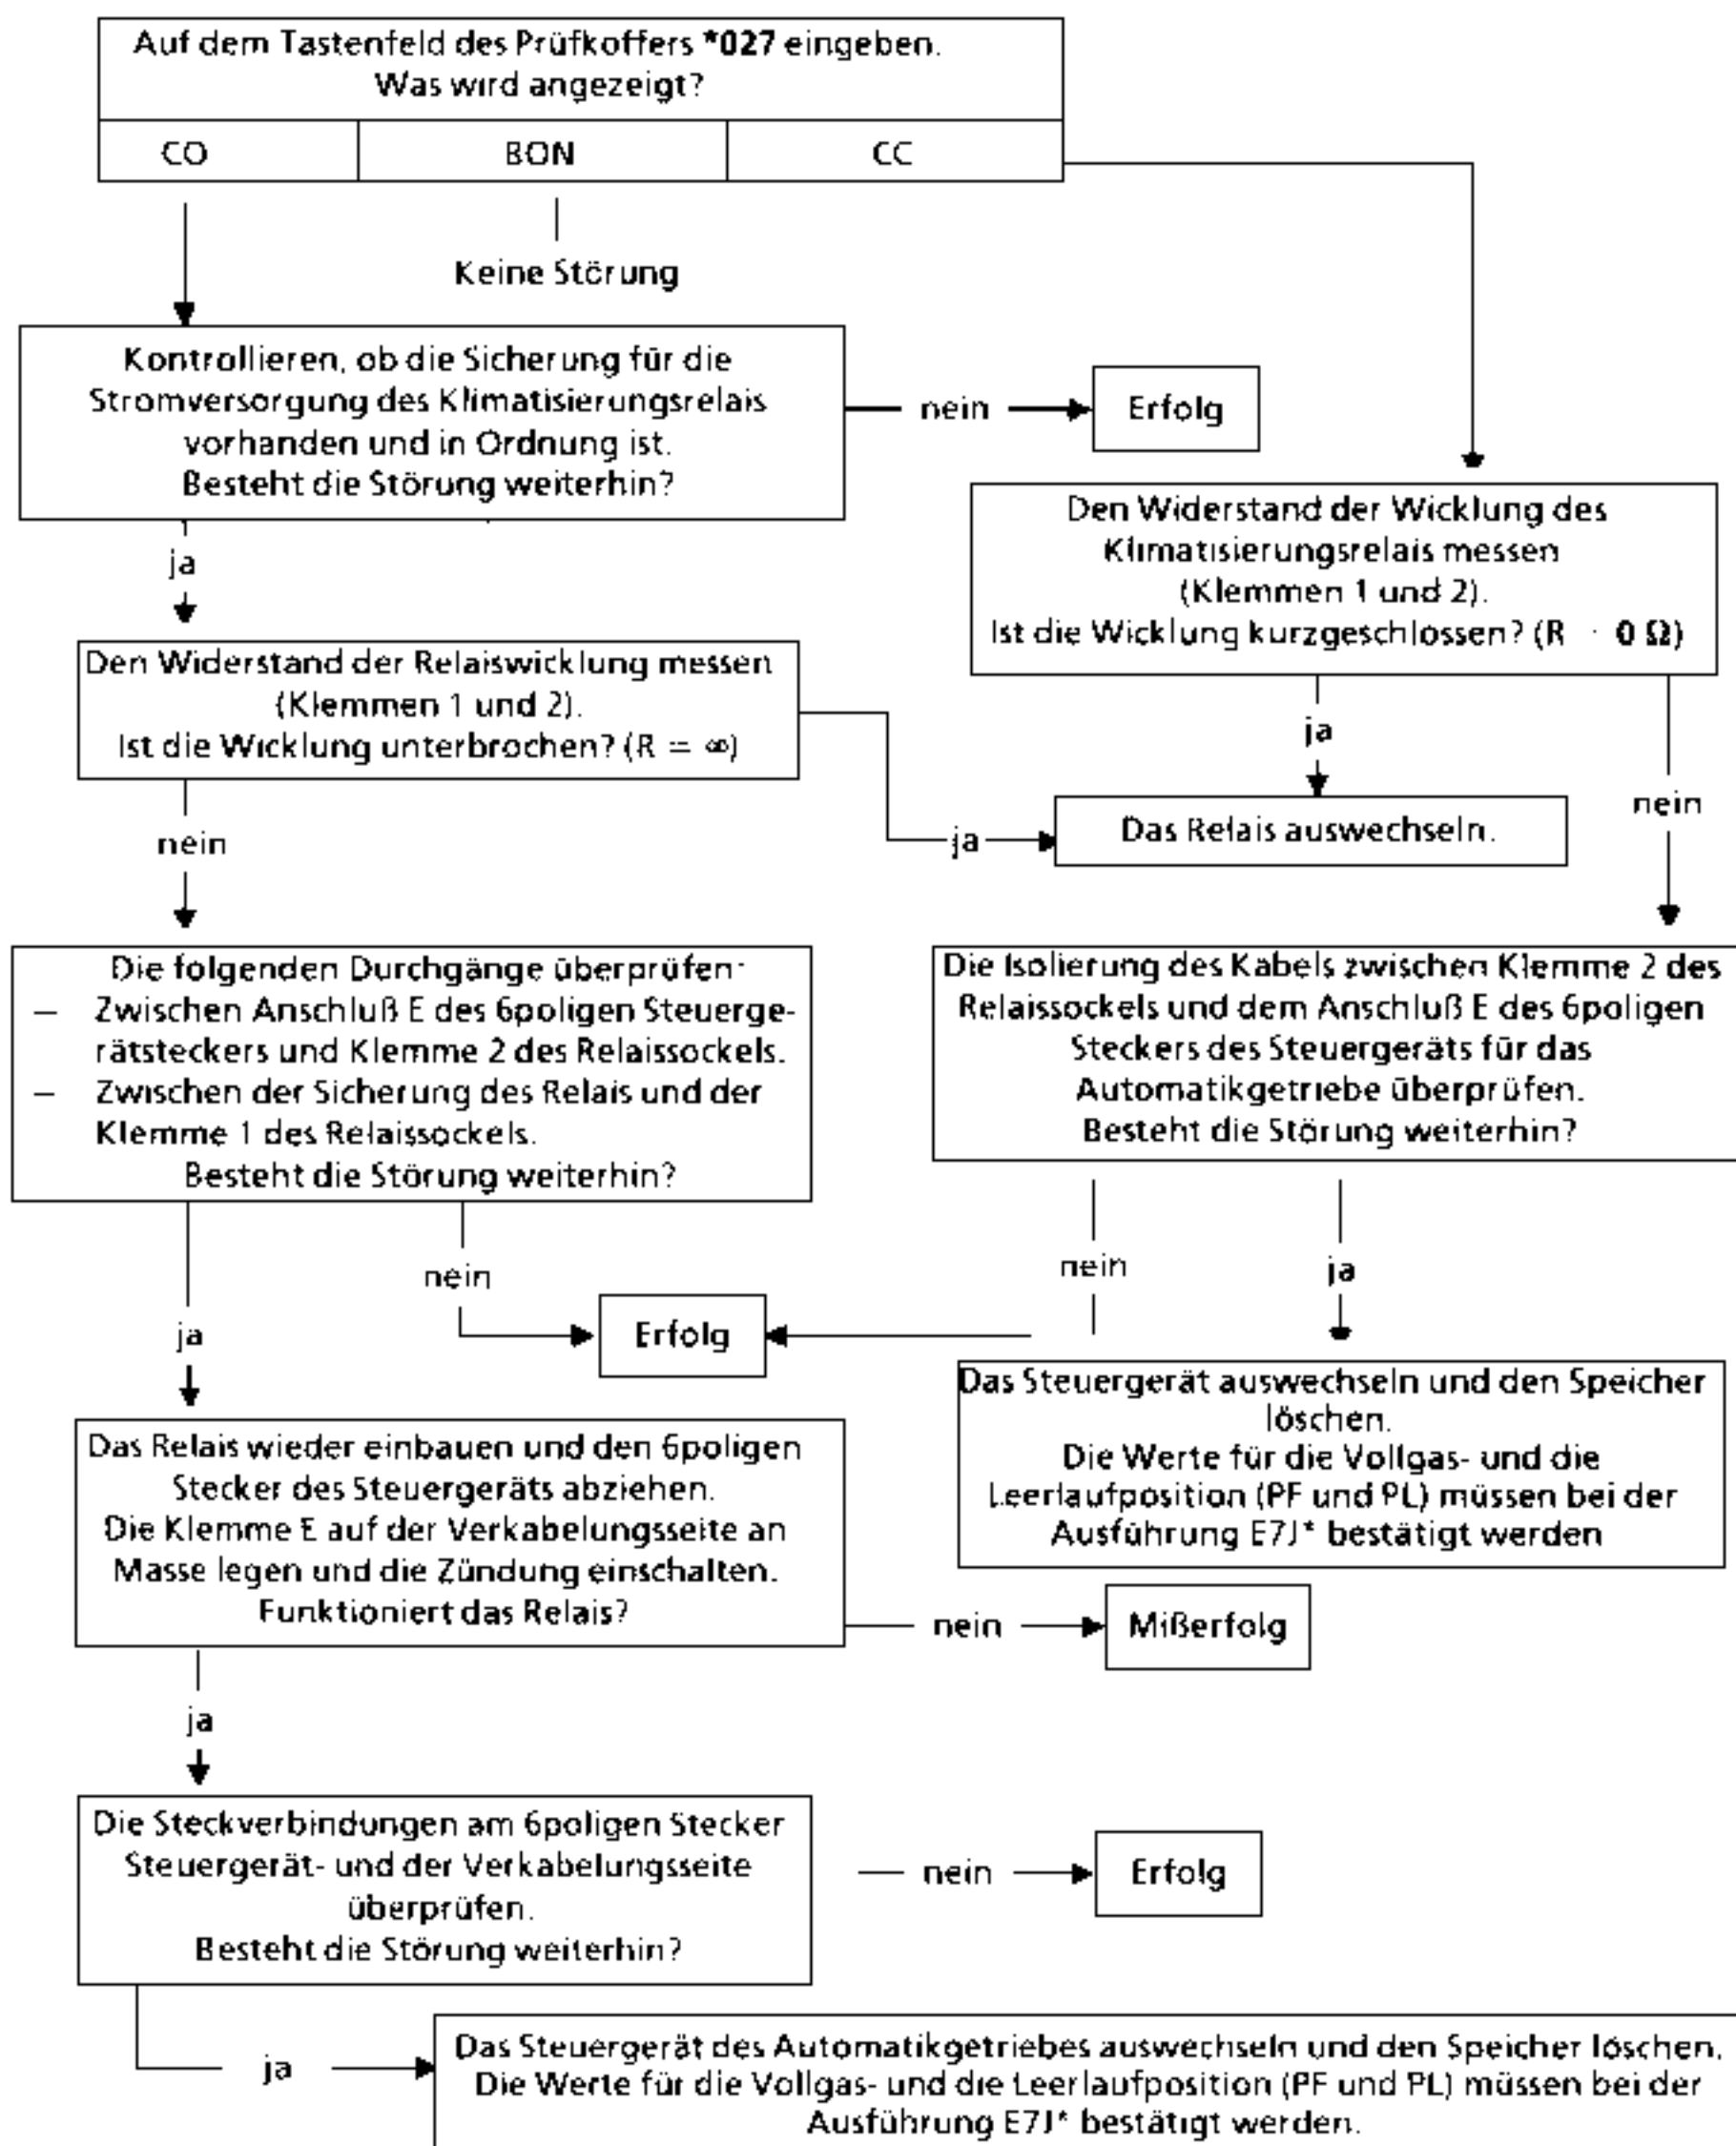 Auf dem Tastenfeld des Prüfkoffers *027 eingeben.
Was wird angezeigt?
CO
BON
CC
Keine Störung
Kontrollieren, ob die Sicherung für die
Stromversorgung des Klimatisierungsrelais
vorhanden und in Ordnung ist.
Besteht die Störung weiterhin?
nein
Erfolg
Den Widerstand der Wicklung des
Klimatisierungsrelais messen
(Klemmen 1 und 2).
Ist die Wicklung kurzgeschlossen? (R 0 Ω)
ja
Den Widerstand der Relaiswicklung messen
(Klemmen 1 und 2).
Ist die Wicklung unterbrochen? (R = ∞)
ja
nein
Das Relais auswechseln.
ja
nein
Die folgenden Durchgänge überprüfen:
– Zwischen Anschluß E des 6poligen Steuerge-
rätsteckers und Klemme 2 des Relaissockels.
– Zwischen der Sicherung des Relais und der
Klemme 1 des Relaissockels.
Besteht die Störung weiterhin?
Die Isolierung des Kabels zwischen Klemme 2 des
Relaissockels und dem Anschluß E des 6poligen
Steckers des Steuergeräts für das
Automatikgetriebe überprüfen.
Besteht die Störung weiterhin?
nein
nein
ja
ja
Erfolg
Das Steuergerät auswechseln und den Speicher
löschen.
Die Werte für die Vollgas- und die
Leerlaufposition (PF und PL) müssen bei der
Ausführung E7J* bestätigt werden
Das Relais wieder einbauen und den 6poligen
Stecker des Steuergeräts abziehen.
Die Klemme E auf der Verkabelungsseite an
Masse legen und die Zündung einschalten.
Funktioniert das Relais?
nein
Mißerfolg
ja
Die Steckverbindungen am 6poligen Stecker
Steuergerät- und der Verkabelungsseite
überprüfen.
Besteht die Störung weiterhin?
nein
Erfolg
ja
Das Steuergerät des Automatikgetriebes auswechseln und den Speicher löschen.
Die Werte für die Vollgas- und die Leerlaufposition (PF und PL) müssen bei der
Ausführung E7J* bestätigt werden.